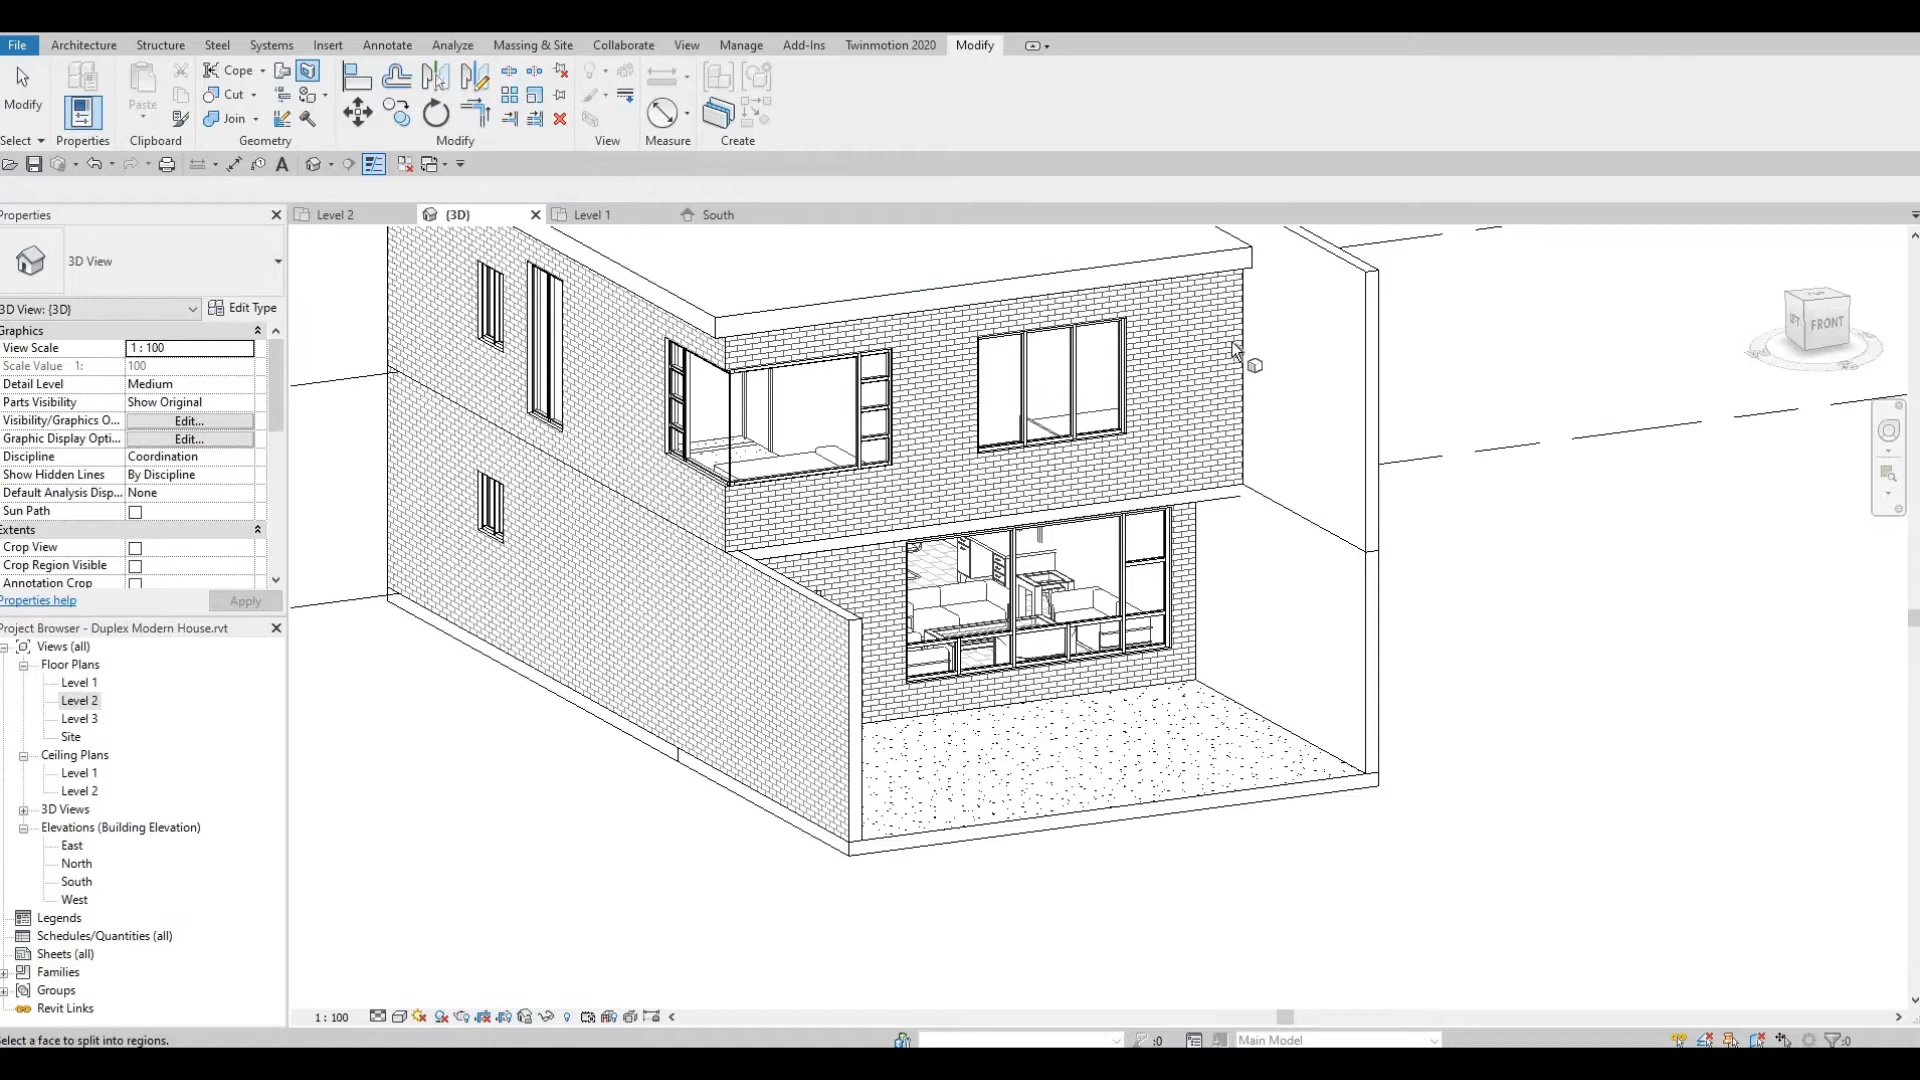 File Architecture Structure Steel Systems Insert Annotate Analyze Massing & Site Collaborate View Manage Add-Ins Twinmotion 2020 Modify
Cope
Cut
Join
Modify
Paste
Select Properties Clipboard Geometry Modify View Measure Create
A
Properties
Level 2 {3D} Level 1 South
3D View
3D View: {3D} Edit Type
Graphics
View Scale 1 : 100
Scale Value 1: 100
Detail Level Medium
Parts Visibility Show Original
Visibility/Graphics O... Edit...
Graphic Display Opti... Edit...
Discipline Coordination
Show Hidden Lines By Discipline
Default Analysis Disp... None
Sun Path
Extents
Crop View
Crop Region Visible
Annotation Crop
Properties help Apply
Project Browser - Duplex Modern House.rvt
Views (all)
Floor Plans
Level 1
Level 2
Level 3
Site
Ceiling Plans
Level 1
Level 2
3D Views
Elevations (Building Elevation)
East
North
South
West
Legends
Schedules/Quantities (all)
Sheets (all)
Families
Groups
Revit Links
FRONT
1 : 100
Select a face to split into regions.
:0
Main Model
:0